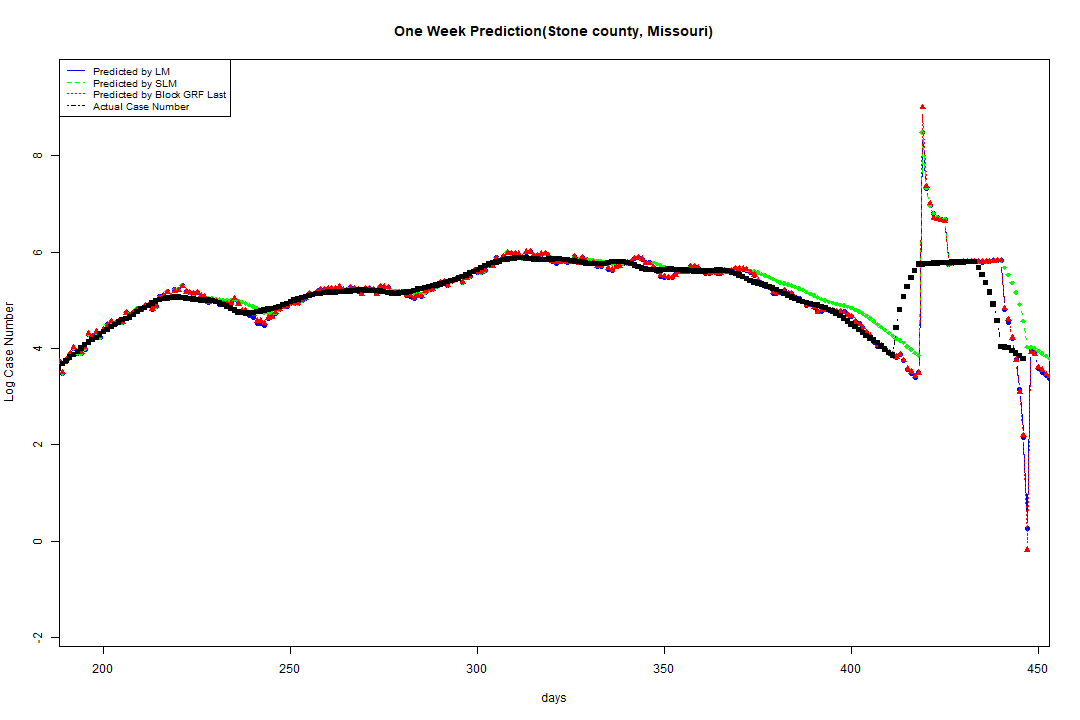 One Week Prediction(Stone county, Missouri)
Predicted by LM
Predicted by SLM
Predicted by Block GRF Last
Actual Case Number
8
6
4
2
0
-2
Log Case Number
200 250 300 350 400 450
days